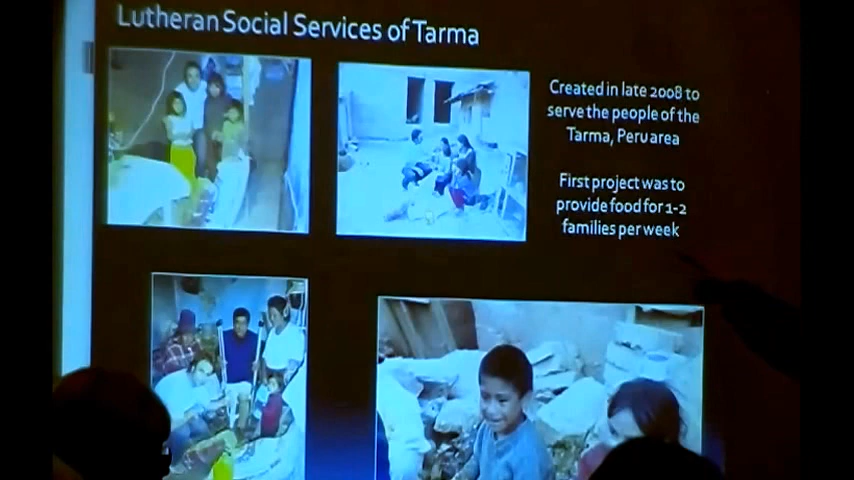 Lutheran Social Services of Tarma
Created in late 2008 to
serve the people of the
Tarma, Peru area
First project was to
provide food for 1-2
families per week